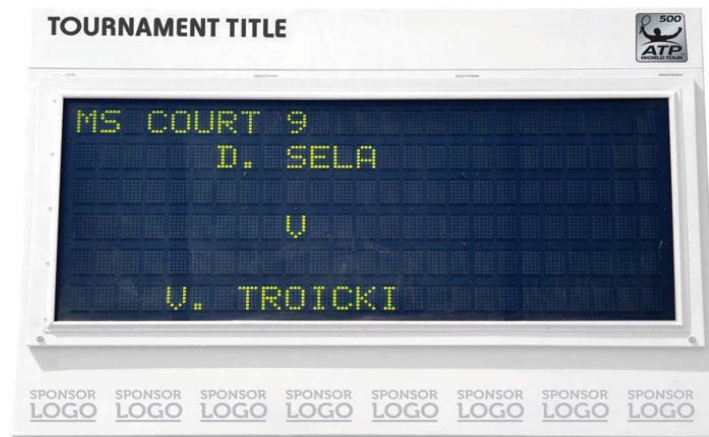 TOURNAMENT TITLE
500
ATP
WORLD TOUR
MS COURT 9
D. SELA
V
V. TROICKI
SPONSOR SPONSOR SPONSOR SPONSOR SPONSOR SPONSOR SPONSOR SPONSOR
LOGO LOGO LOGO LOGO LOGO LOGO LOGO LOGO